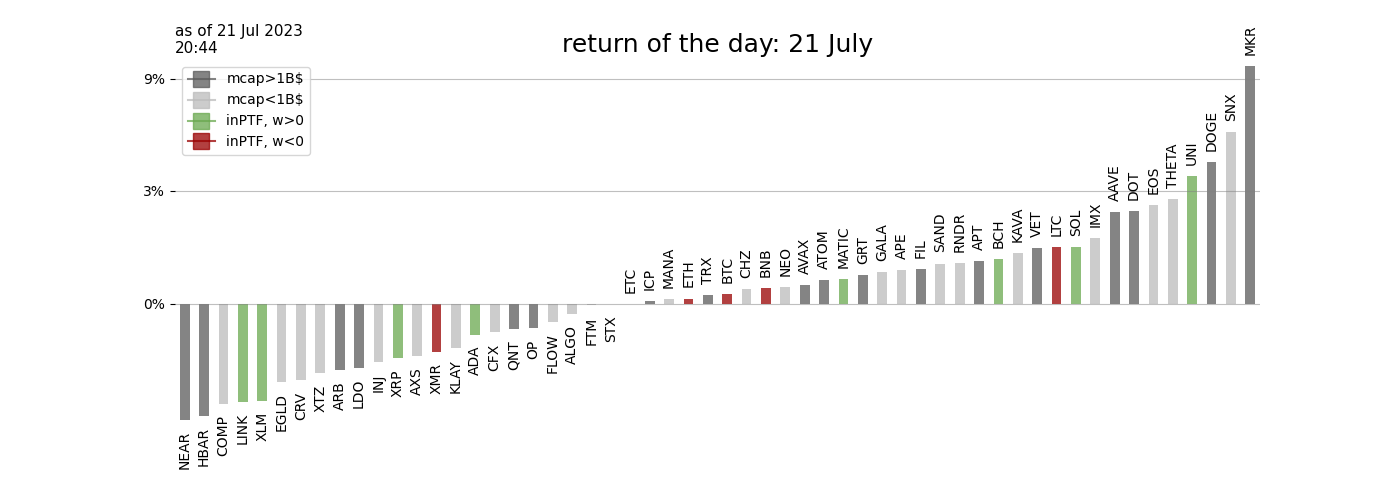 as of 21 Jul 2023
20:44
return of the day: 21 July
mcap>1B$
mcap<1B$
inPTF, w>0
inPTF, w<0
9%
3%
0%
NEAR
HBAR
COMP
LINK
XLM
EGLD
CRV
XTZ
ARB
LDO
INJ
XRP
AXS
XMR
KLAY
ADA
CFX
QNT
OP
FLOW
ALGO
FTM
STX
ETC
ICP
MANA
ETH
TRX
BTC
CHZ
BNB
NEO
AVAX
ATOM
MATIC
GRT
GALA
APE
FIL
SAND
RNDR
APT
BCH
KAVA
VET
LTC
SOL
IMX
AAVE
DOT
EOS
THETA
UNI
DOGE
SNX
MKR